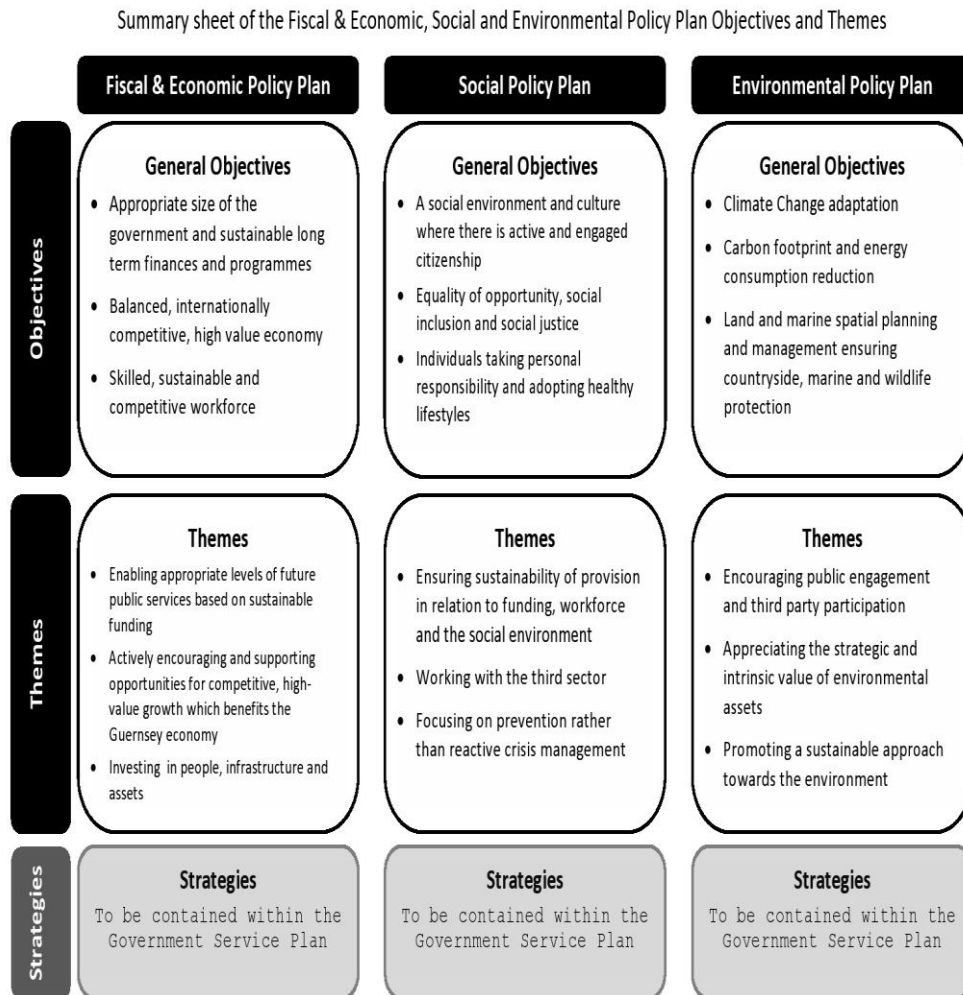 Summary sheet of the Fiscal & Economic, Social and Environmental Policy Plan Objectives and Themes
Fiscal & Economic Policy Plan
Social Policy Plan
Environmental Policy Plan
Objectives
General Objectives
• Appropriate size of the
government and sustainable long
term finances and programmes
• Balanced, internationally
competitive, high value economy
• Skilled, sustainable and
competitive workforce
General Objectives
• A social environment and culture
where there is active and engaged
citizenship
• Equality of opportunity, social
inclusion and social justice
• Individuals taking personal
responsibility and adopting healthy
lifestyles
General Objectives
• Climate Change adaptation
• Carbon footprint and energy
consumption reduction
• Land and marine spatial planning
and management ensuring
countryside, marine and wildlife
protection
Themes
Themes
• Enabling appropriate levels of future
public services based on sustainable
funding
• Actively encouraging and supporting
opportunities for competitive, high-
value growth which benefits the
Guernsey economy
• Investing in people, infrastructure and
assets
Themes
• Ensuring sustainability of provision
in relation to funding, workforce
and the social environment
• Working with the third sector
• Focusing on prevention rather
than reactive crisis management
Themes
• Encouraging public engagement
and third party participation
• Appreciating the strategic and
intrinsic value of environmental
assets
• Promoting a sustainable approach
towards the environment
Strategies
Strategies
To be contained within the
Government Service Plan
Strategies
To be contained within the
Government Service Plan
Strategies
To be contained within the
Government Service Plan